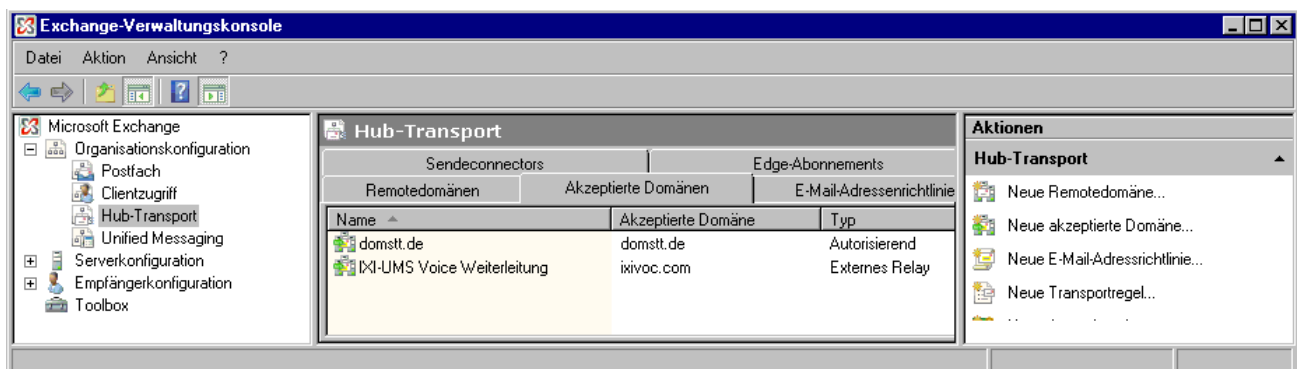 Exchange-Verwaltungskonsole
Datei Aktion Ansicht ?
Microsoft Exchange
Organisationskonfiguration
Postfach
Clientzugriff
Hub-Transport
Unified Messaging
Serverkonfiguration
Empfängerkonfiguration
Toolbox
Hub-Transport
Sendeconnectors Edge-Abonnements
Remotedomänen Akzeptierte Domänen E-Mail-Adressenrichtlinie
Name Akzeptierte Domäne Typ
domstt.de domstt.de Autorisierend
IXI-UMS Voice Weiterleitung ixivoc.com Externes Relay
Aktionen
Hub-Transport
Neue Remotedomäne...
Neue akzeptierte Domäne...
Neue E-Mail-Adressrichtlinie...
Neue Transportregel...